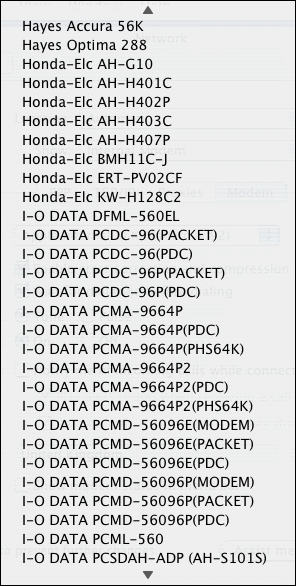 Hayes Accura 56K
Hayes Optima 288
Honda-Elc AH-G10
Honda-Elc AH-H401C
Honda-Elc AH-H402P
Honda-Elc AH-H403C
Honda-Elc AH-H407P
Honda-Elc BMH11C-J
Honda-Elc ERT-PV02CF
Honda-Elc KW-H128C2
I-O DATA DFML-560EL
I-O DATA PCDC-96(PACKET)
I-O DATA PCDC-96(PDC)
I-O DATA PCDC-96P(PACKET)
I-O DATA PCDC-96P(PDC)
I-O DATA PCMA-9664P
I-O DATA PCMA-9664P(PDC)
I-O DATA PCMA-9664P(PHS64K)
I-O DATA PCMA-9664P2
I-O DATA PCMA-9664P2(PDC)
I-O DATA PCMA-9664P2(PHS64K)
I-O DATA PCMD-56096E(MODEM)
I-O DATA PCMD-56096E(PACKET)
I-O DATA PCMD-56096E(PDC)
I-O DATA PCMD-56096P(MODEM)
I-O DATA PCMD-56096P(PACKET)
I-O DATA PCMD-56096P(PDC)
I-O DATA PCML-560
I-O DATA PCSDAH-ADP (AH-S101S)